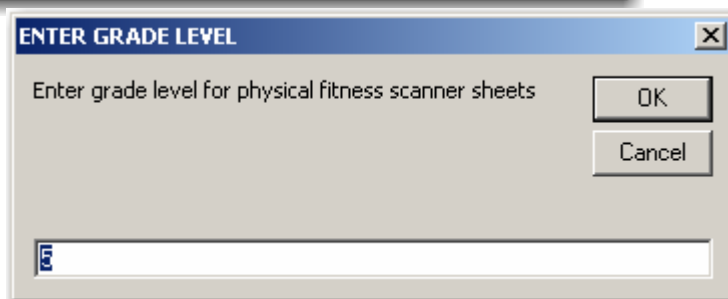 ENTER GRADE LEVEL
Enter grade level for physical fitness scanner sheets
OK
Cancel
5